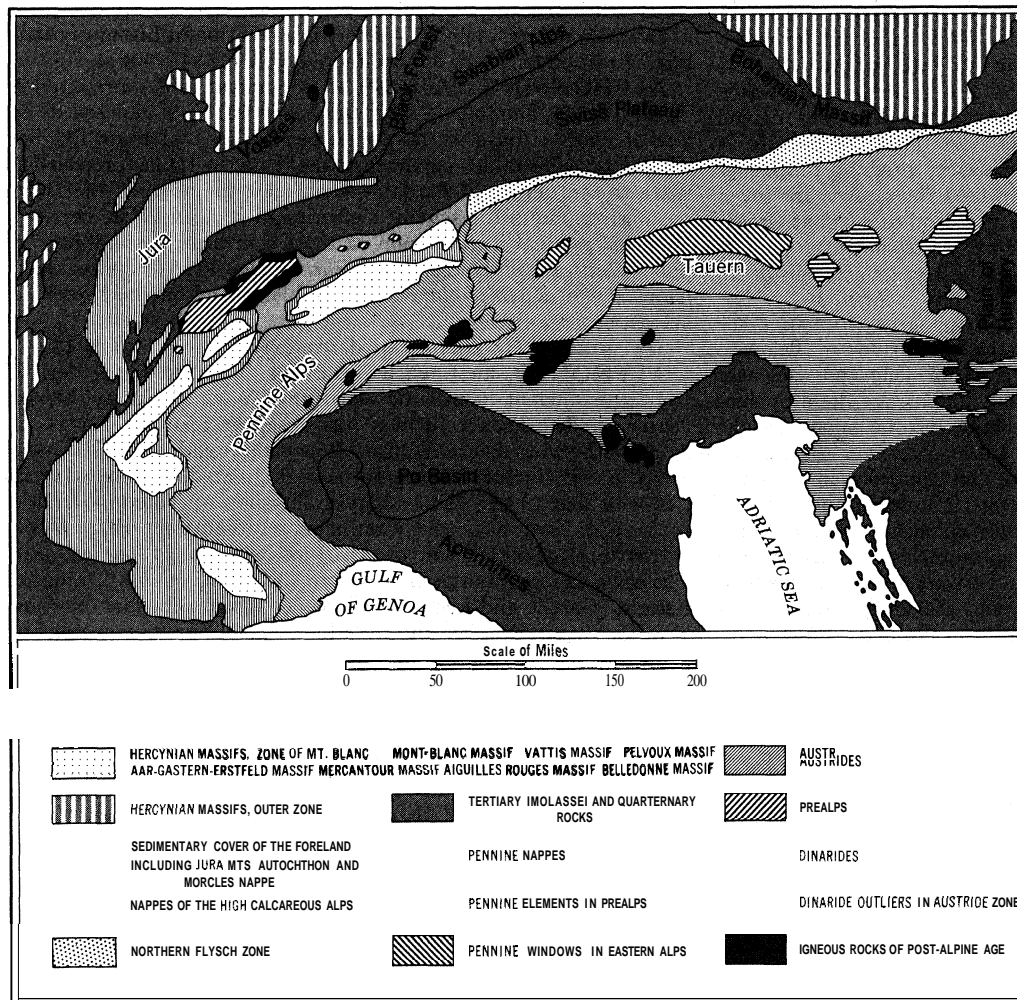 Vosges
Black Forest
Swabian Alps
Swiss Plateau
Bohemian Massif
Jura
Tauern
Pennine Alps
Po Basin
Apennines
GULF
OF GENOA
ADRIATIC SEA
Scale of Miles
0 50 100 150 200
HERCYNIAN MASSIFS, ZONE OF MT. BLANC MONT-BLANC MASSIF VATTIS MASSIF PELVOUX MASSIF
AAR-GASTERN-ERSTFELD MASSIF MERCANTOUR MASSIF AIGUILLES ROUGES MASSIF BELLEDONNE MASSIF
AUSTR.
AUSTRIDES
HERCYNIAN MASSIFS, OUTER ZONE
TERTIARY IMOLASSEI AND QUARTERNARY
ROCKS
PREALPS
SEDIMENTARY COVER OF THE FORELAND
INCLUDING JURA MTS AUTOCHTHON AND
MORCLES NAPPE
PENNINE NAPPES
DINARIDES
NAPPES OF THE HIGH CALCAREOUS ALPS
PENNINE ELEMENTS IN PREALPS
DINARIDE OUTLIERS IN AUSTRIDE ZONE
NORTHERN FLYSCH ZONE
PENNINE WINDOWS IN EASTERN ALPS
IGNEOUS ROCKS OF POST-ALPINE AGE